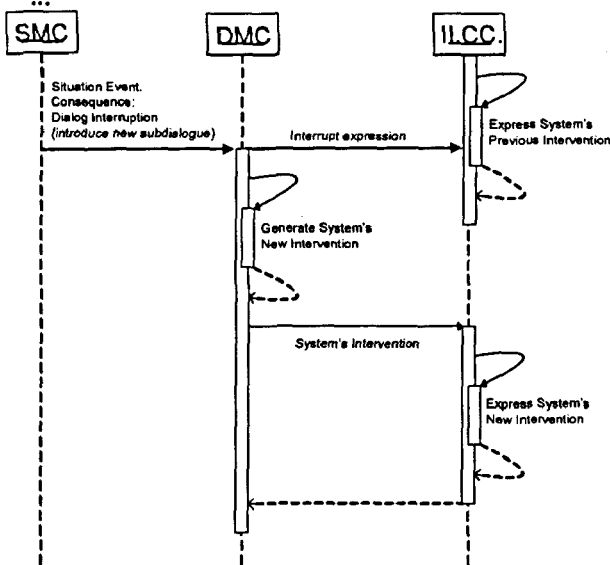 ...
SMC
DMC
ILCC.
Situation Event.
Consequence:
Dialog Interruption
(introduce new subdialogue)
Interrupt expression
Express System's
Previous Intervention
Generate System's
New Intervention
System's Intervention
Express System's
New Intervention